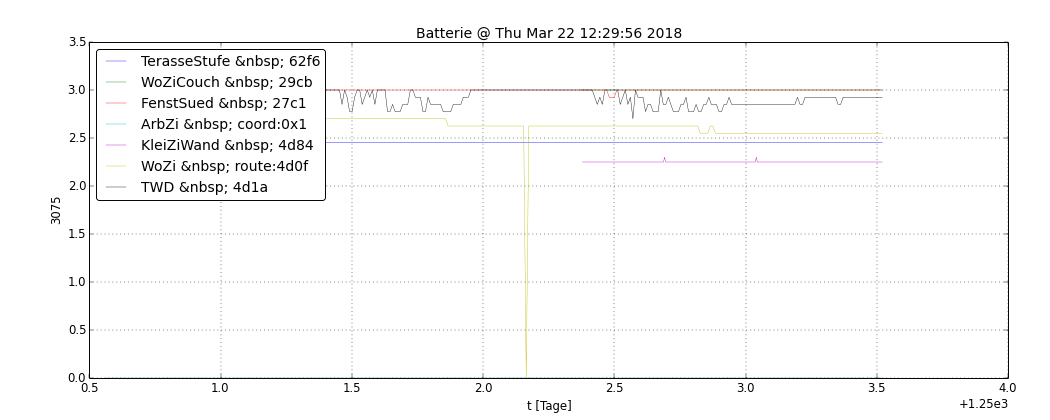 Batterie @ Thu Mar 22 12:29:56 2018
3.5
3.0
2.5
2.0
1.5
1.0
0.5
0.0
3075
TerasseStufe &nbsp; 62f6
WoZiCouch &nbsp; 29cb
FenstSued &nbsp; 27c1
ArbZi &nbsp; coord:0x1
KleiZiWand &nbsp; 4d84
WoZi &nbsp; route:4d0f
TWD &nbsp; 4d1a
0.5 1.0 1.5 2.0 2.5 3.0 3.5 4.0
t [Tage]
+1.25e3